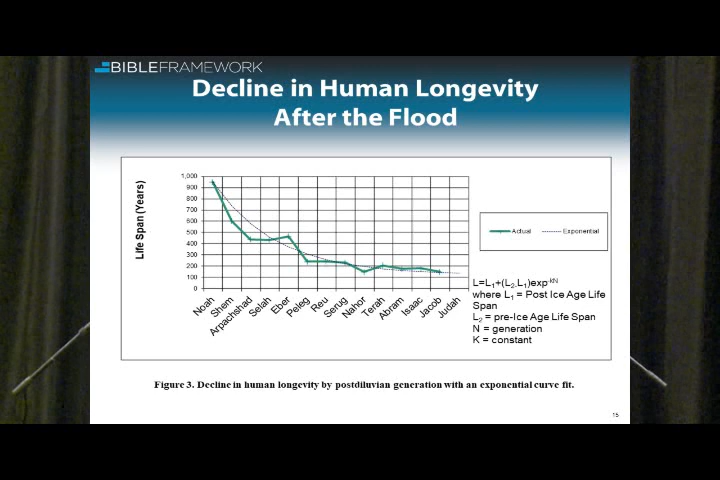 BIBLEFRAMEWORK
Decline in Human Longevity
After the Flood
Life Span (Years)
1,000
900
800
700
600
500
400
300
200
100
0
Noah
Shem
Arpachshad
Selah
Eber
Peleg
Reu
Serug
Nahor
Terah
Abram
Isaac
Jacob
Judah
Actual
Exponential
L=L1+(L2-L1)exp-kN
where L1 = Post Ice Age Life
Span
L2 = pre-Ice Age Life Span
N = generation
K = constant
Figure 3. Decline in human longevity by postdiluvian generation with an exponential curve fit.
15